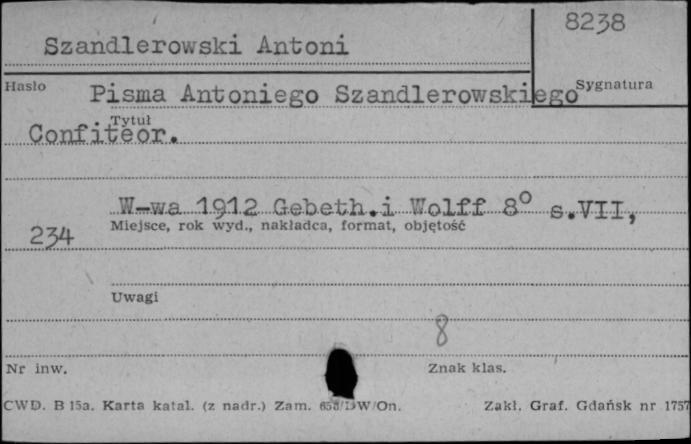 8238
Szandlerowski Antoni
Hasło
Sygnatura
Pisma Antoniego Szandlerowskiego
Tytuł
Confiteor.
W-wa 1912 Gebeth.i Wolff 8° s.VII,
Miejsce, rok wyd., nakładca, format, objętość
234
Uwagi
8
Nr inw.
Znak klas.
CWD. B 15a. Karta katal. (z nadr.) Zam. DW/On. Zakł. Graf. Gdańsk nr 1757